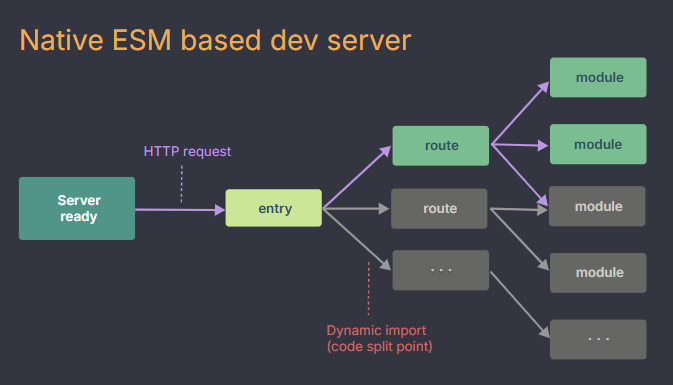 Native ESM based dev server
HTTP request
Server
ready
entry
route
route
· · ·
module
module
module
module
· · ·
Dynamic import
(code split point)